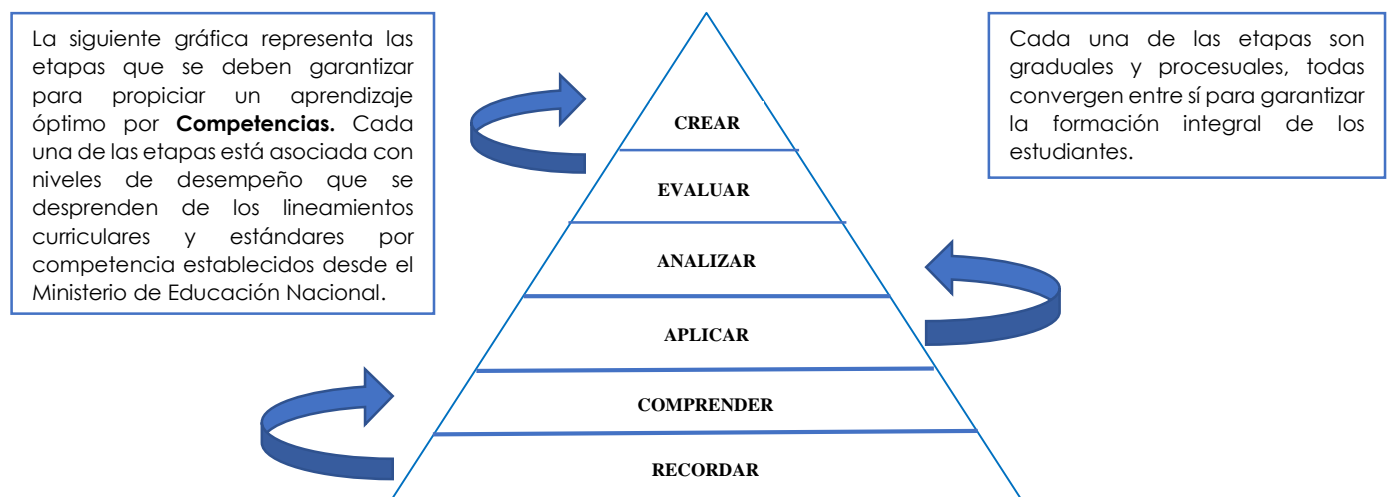 La siguiente gráfica representa las
etapas que se deben garantizar
para propiciar un aprendizaje
óptimo por Competencias. Cada
una de las etapas está asociada con
niveles de desempeño que se
desprenden de los lineamientos
curriculares y estándares por
competencia establecidos desde el
Ministerio de Educación Nacional.
Cada una de las etapas son
graduales y procesuales, todas
convergen entre sí para garantizar
la formación integral de los
estudiantes.
CREAR
EVALUAR
ANALIZAR
APLICAR
COMPRENDER
RECORDAR